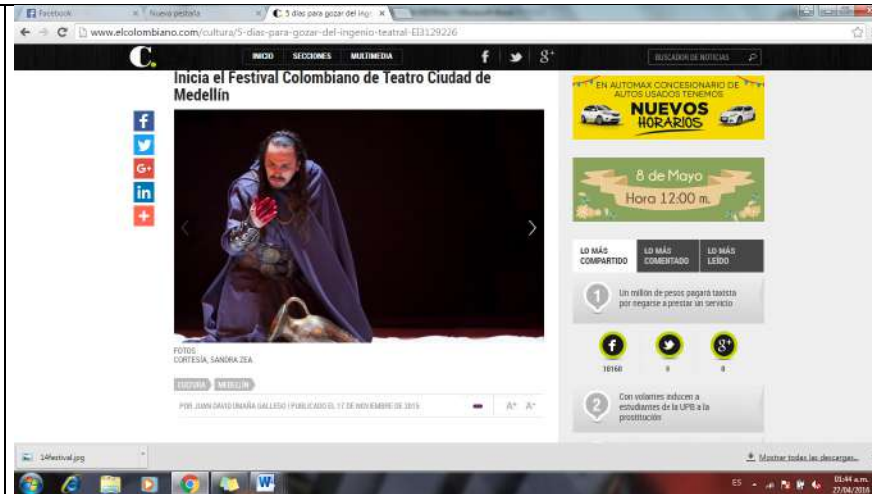 Facebook
Nueva pestaña
5 días para gozar del inge
www.elcolombiano.com/cultura/5-dias-para-gozar-del-ingenio-teatral-EI3129226
C.
INICIO SECCIONES MULTIMEDIA
BUSCADOR DE NOTICIAS
Inicia el Festival Colombiano de Teatro Ciudad de
Medellín
FOTOS
CORTESÍA, SANDRA ZEA
CULTURA MEDELLÍN
POR JUAN DAVID UMAÑA GALLEGO | PUBLICADO EL 17 DE NOVIEMBRE DE 2015
A+ A-
EN AUTOMAX CONCESIONARIO DE
AUTOS USADOS TENEMOS
NUEVOS
HORARIOS
8 de Mayo
Hora 12:00 m.
LO MÁS
COMPARTIDO
LO MÁS
COMENTADO
LO MÁS
LEÍDO
1
Un millón de pesos pagará taxista
por negarse a prestar un servicio
10160 0 0
2
Con volantes inducen a
estudiantes de la UPB a la
prostitución
14festival.jpg
Mostrar todas las descargas...
ES
01:44 a.m.
27/04/2016